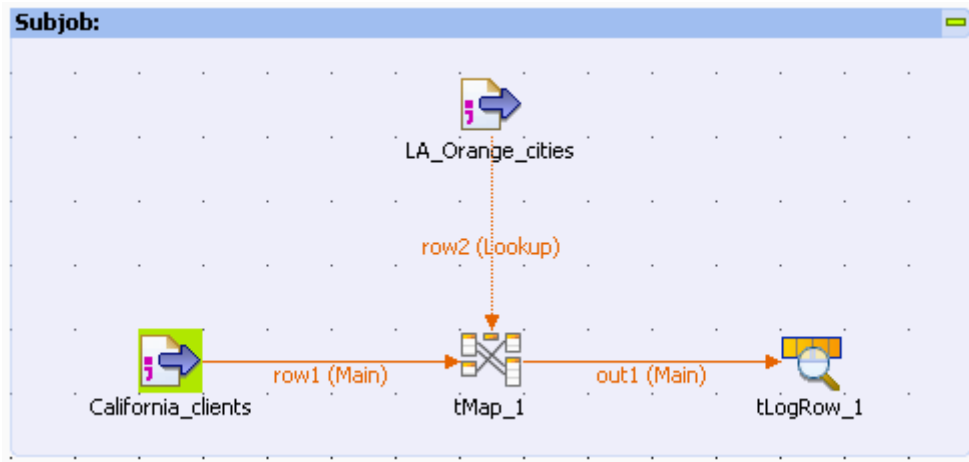 Subjob:
LA_Orange_cities
row2 (Lookup)
row1 (Main)
out1 (Main)
California_clients
tMap_1
tLogRow_1